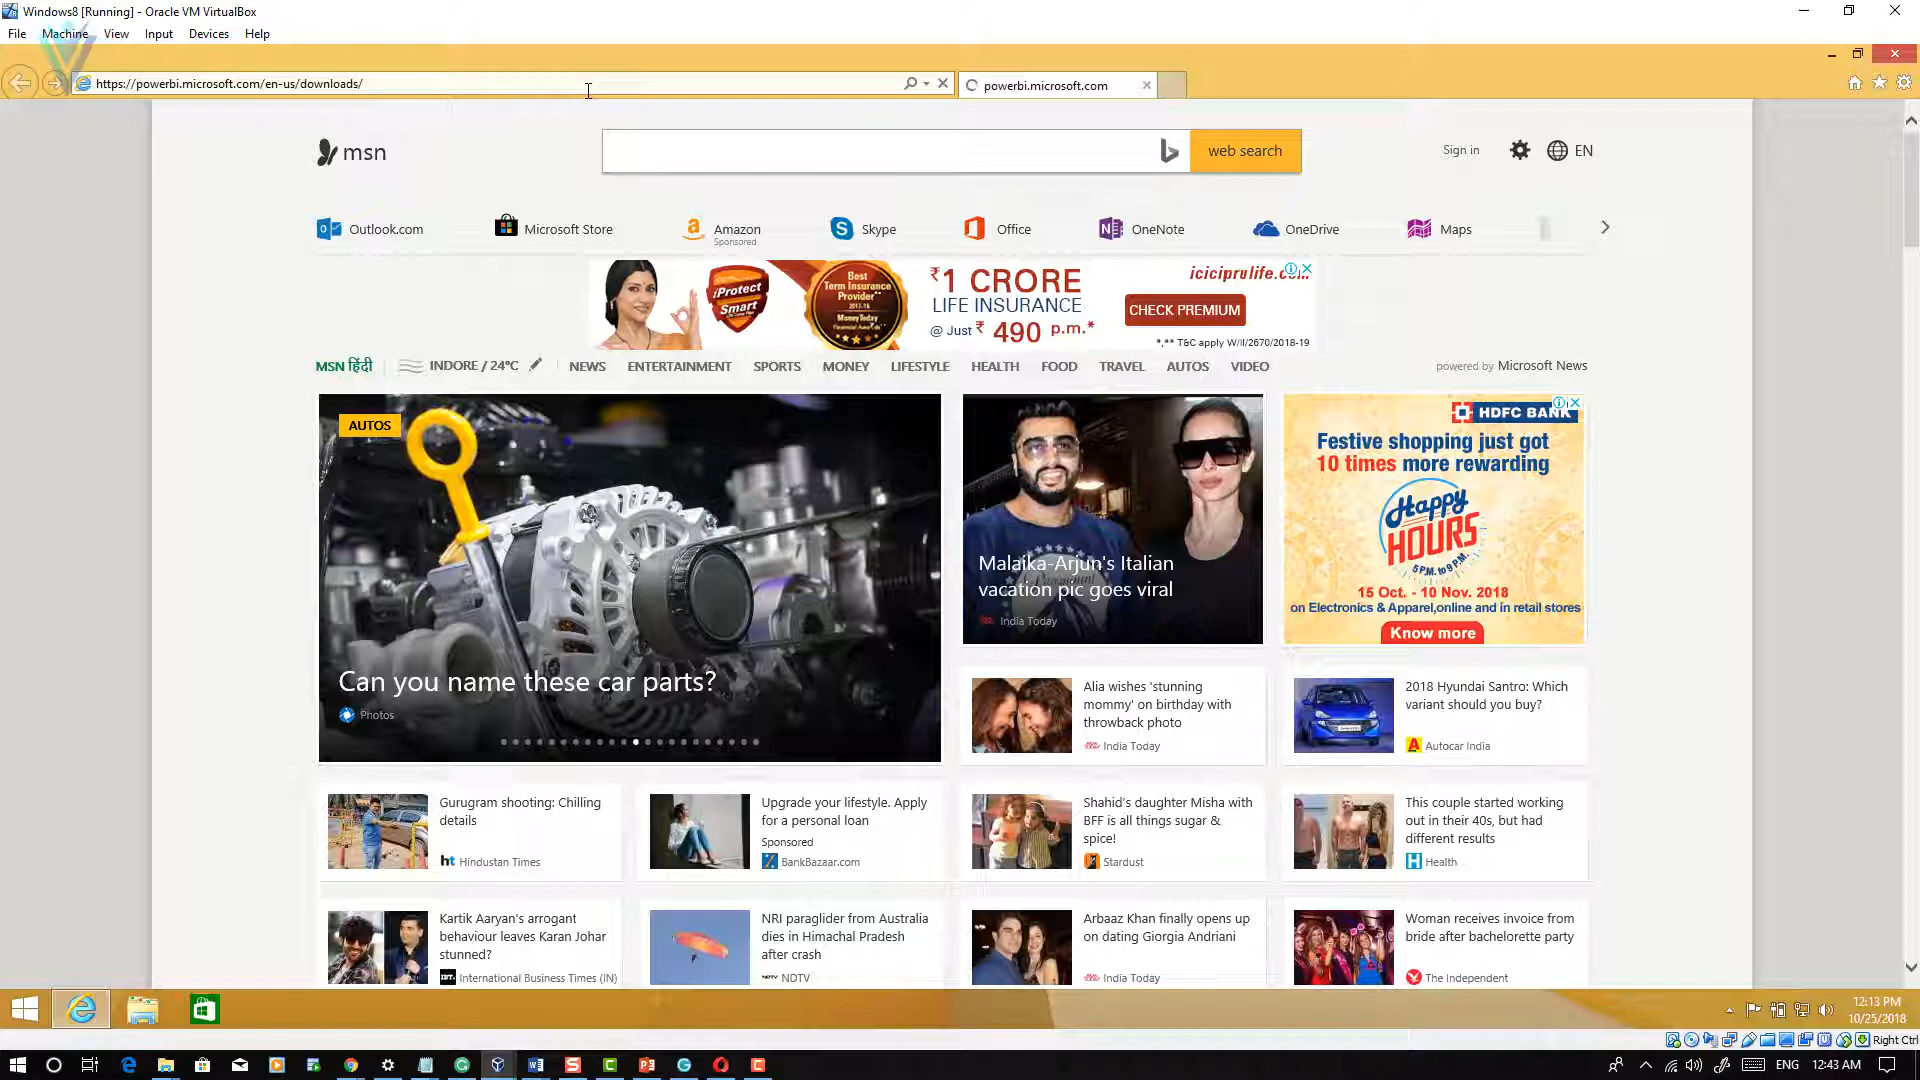 Windows8 [Running] - Oracle VM VirtualBox
File Machine View Input Devices Help
https://powerbi.microsoft.com/en-us/downloads/
powerbi.microsoft.com
msn
web search
Sign in
EN
Outlook.com
Microsoft Store
Amazon
Sponsored
Skype
Office
OneNote
OneDrive
Maps
iProtect
Smart
Best
Term Insurance
Provider**
2017-18
Money Today
₹1 CRORE
LIFE INSURANCE
@ Just ₹ 490 p.m.*
CHECK PREMIUM
*,** T&C apply W/II/2670/2018-19
MSN हिंदी
INDORE / 24°C
NEWS ENTERTAINMENT SPORTS MONEY LIFESTYLE HEALTH FOOD TRAVEL AUTOS VIDEO
powered by Microsoft News
AUTOS
Can you name these car parts?
Photos
Malaika-Arjun's Italian
vacation pic goes viral
India Today
HDFC BANK
Festive shopping just got
10 times more rewarding
Happy
HOURS
5 P.M. to 9 P.M.
15 Oct. - 10 Nov. 2018
on Electronics & Apparel,online and in retail stores
Know more
Alia wishes 'stunning
mommy' on birthday with
throwback photo
India Today
2018 Hyundai Santro: Which
variant should you buy?
Autocar India
Gurugram shooting: Chilling
details
Hindustan Times
Upgrade your lifestyle. Apply
for a personal loan
Sponsored
BankBazaar.com
Shahid's daughter Misha with
BFF is all things sugar &
spice!
Stardust
This couple started working
out in their 40s, but had
different results
Health
Kartik Aaryan's arrogant
behaviour leaves Karan Johar
stunned?
International Business Times (IN)
NRI paraglider from Australia
dies in Himachal Pradesh
after crash
NDTV
Arbaaz Khan finally opens up
on dating Giorgia Andriani
India Today
Woman receives invoice from
bride after bachelorette party
The Independent
12:13 PM
10/25/2018
Right Ctrl
ENG
12:43 AM